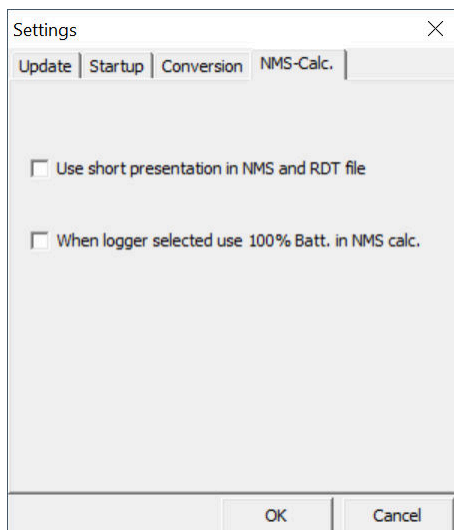 Settings
Update Startup Conversion NMS-Calc.
Use short presentation in NMS and RDT file
When logger selected use 100% Batt. in NMS calc.
OK Cancel